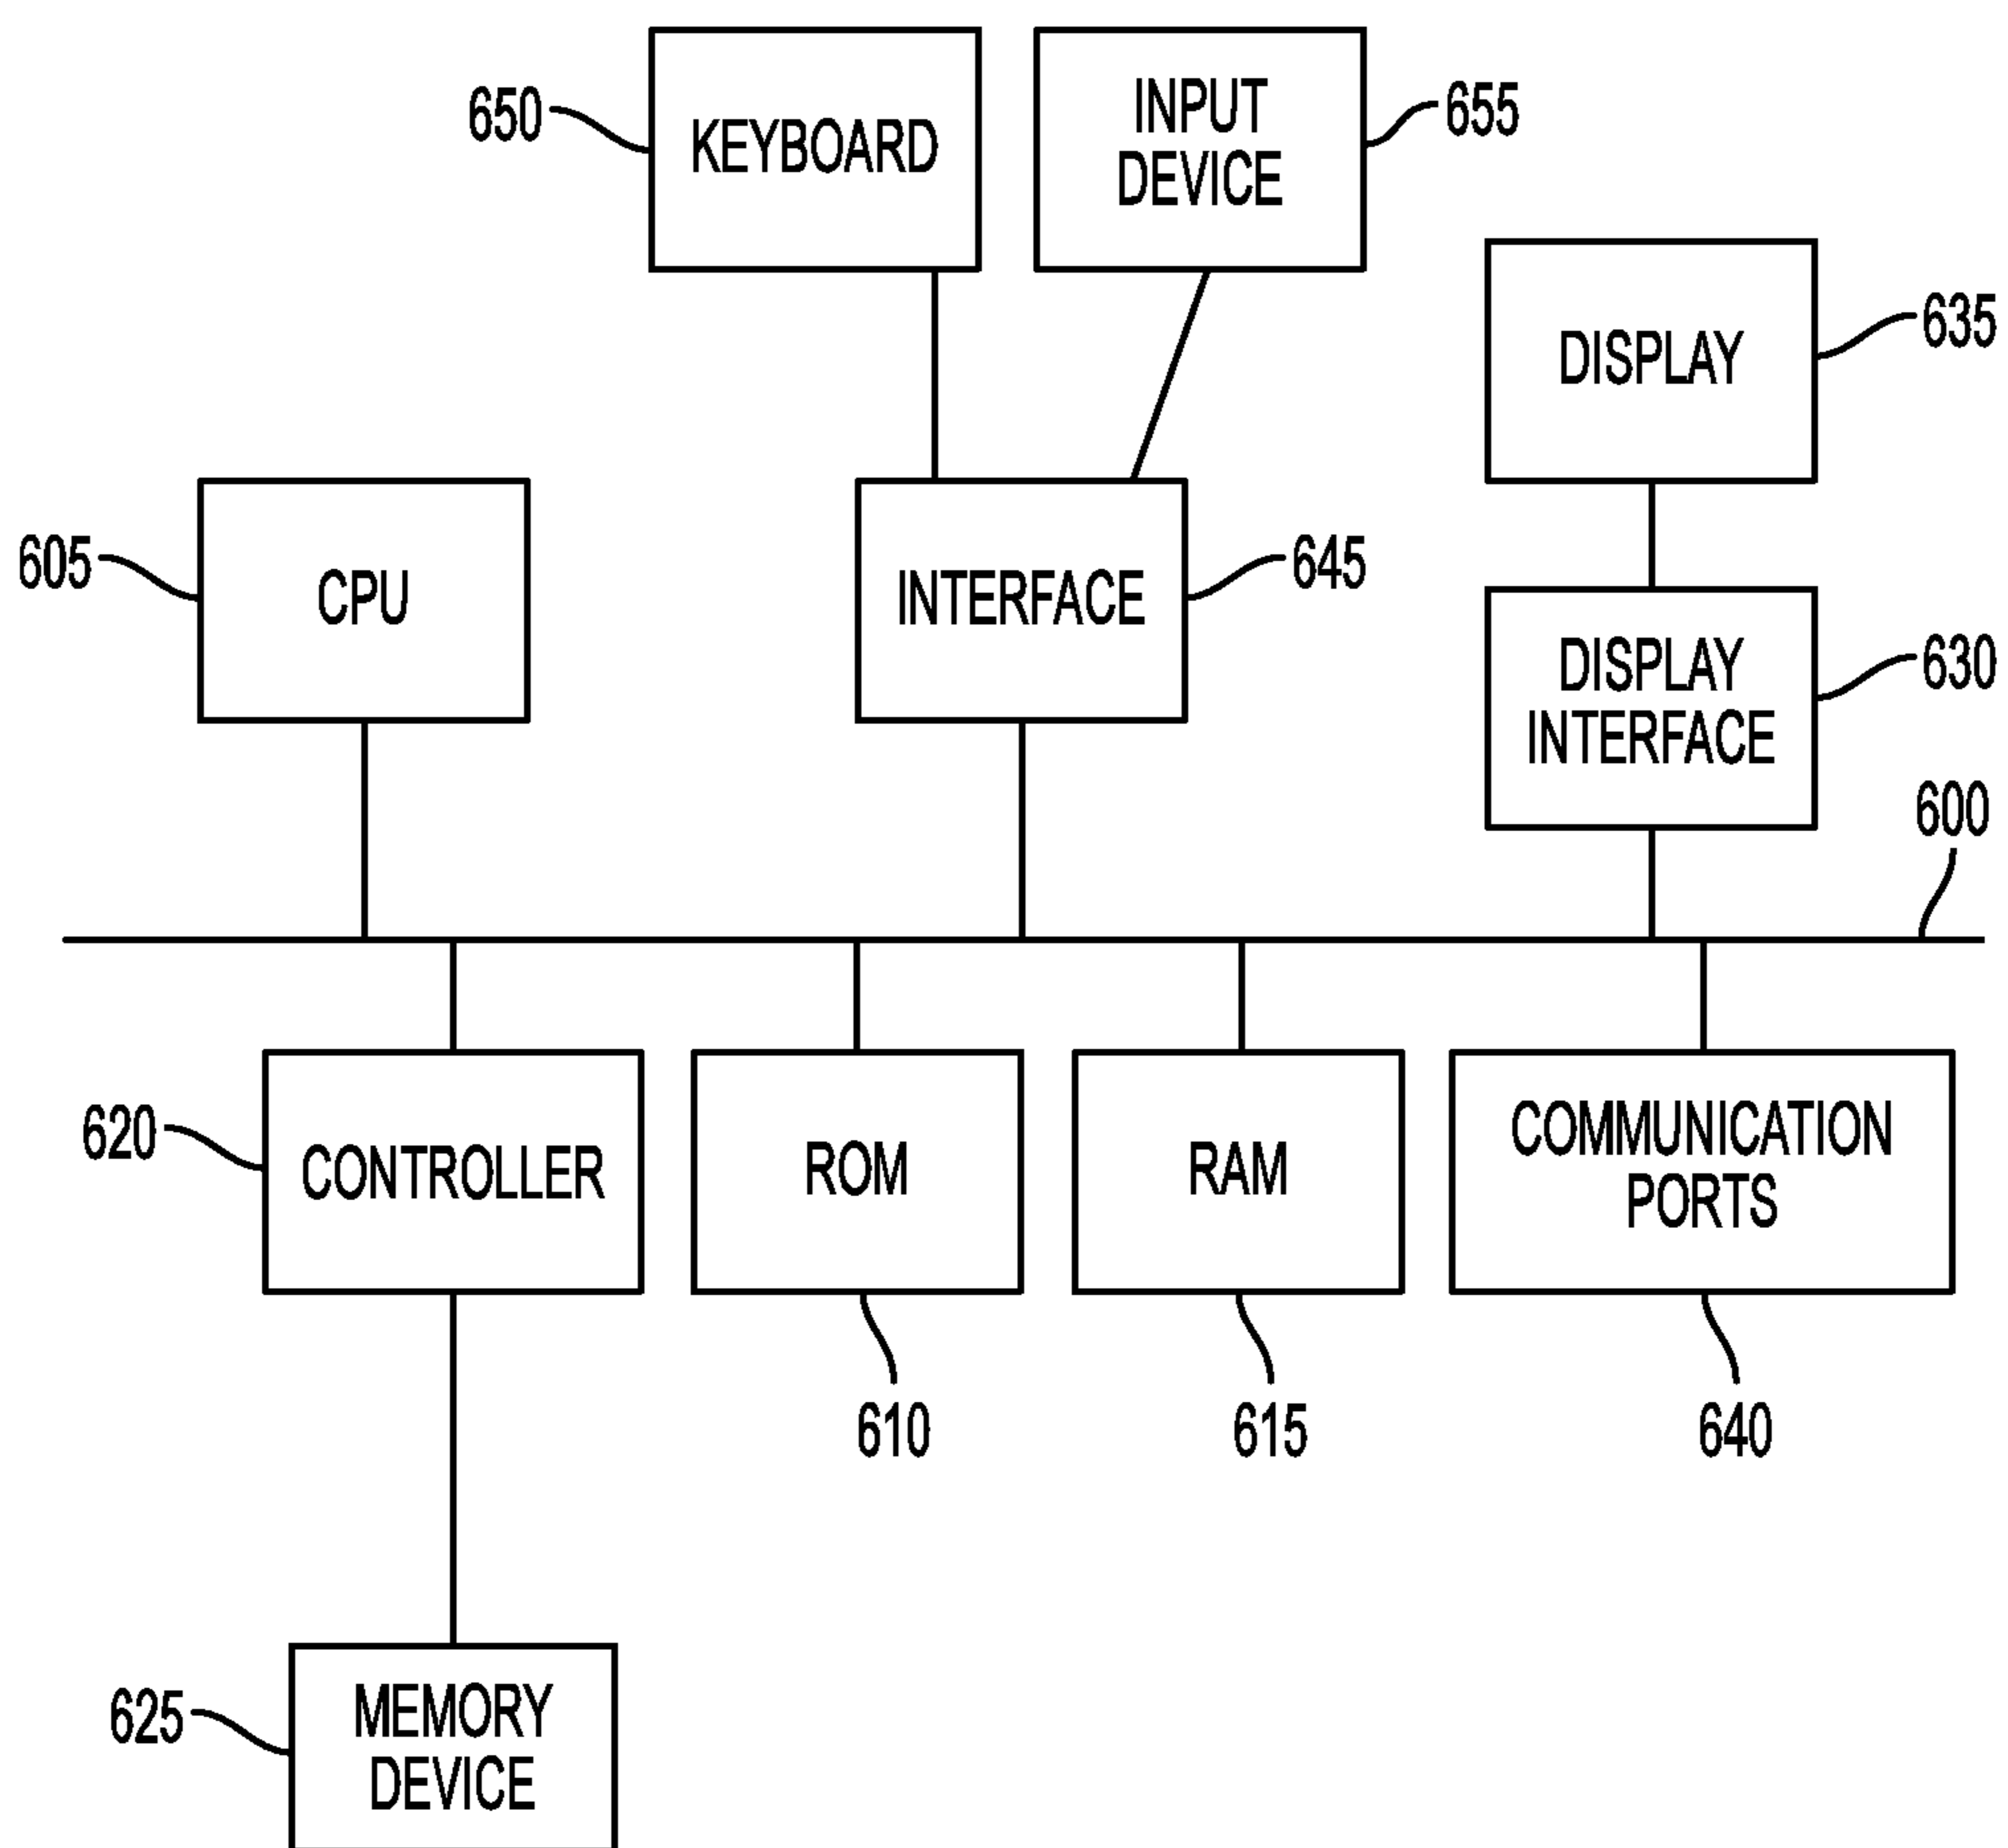 650
KEYBOARD
INPUT
DEVICE
655
DISPLAY
635
605
CPU
INTERFACE
645
DISPLAY
INTERFACE
630
600
620
CONTROLLER
ROM
RAM
COMMUNICATION
PORTS
610
615
640
625
MEMORY
DEVICE